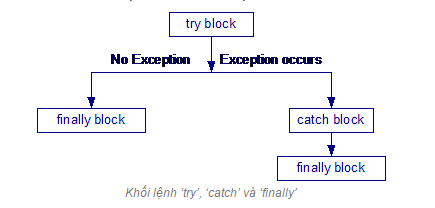 try block
No Exception
Exception occurs
finally block
catch block
finally block
Khối lệnh 'try', 'catch' và 'finally'